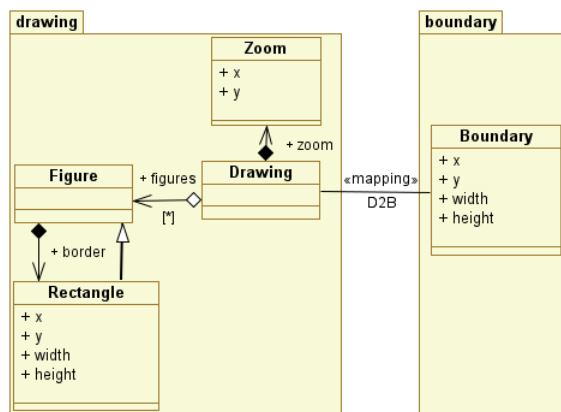 drawing
boundary
Zoom
+ x
+ y
+ zoom
Figure
+ figures
[*]
Drawing
«mapping»
D2B
Boundary
+ x
+ y
+ width
+ height
+ border
Rectangle
+ x
+ y
+ width
+ height